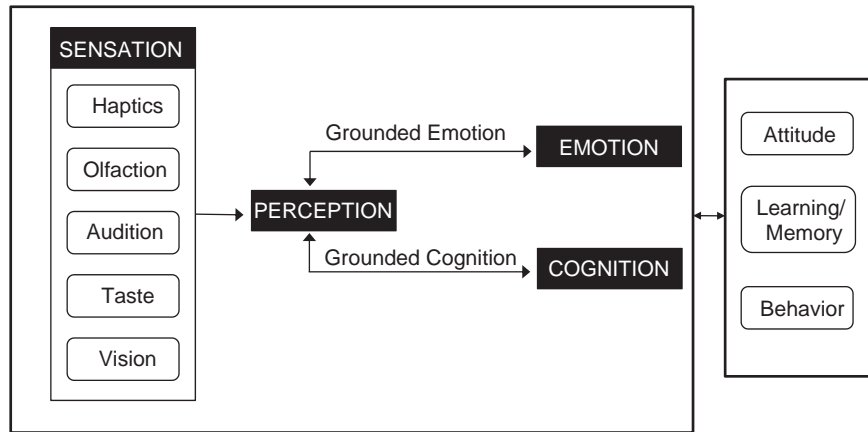 SENSATION
Haptics
Olfaction
Audition
Taste
Vision
PERCEPTION
Grounded Emotion
EMOTION
Grounded Cognition
COGNITION
Attitude
Learning/
Memory
Behavior